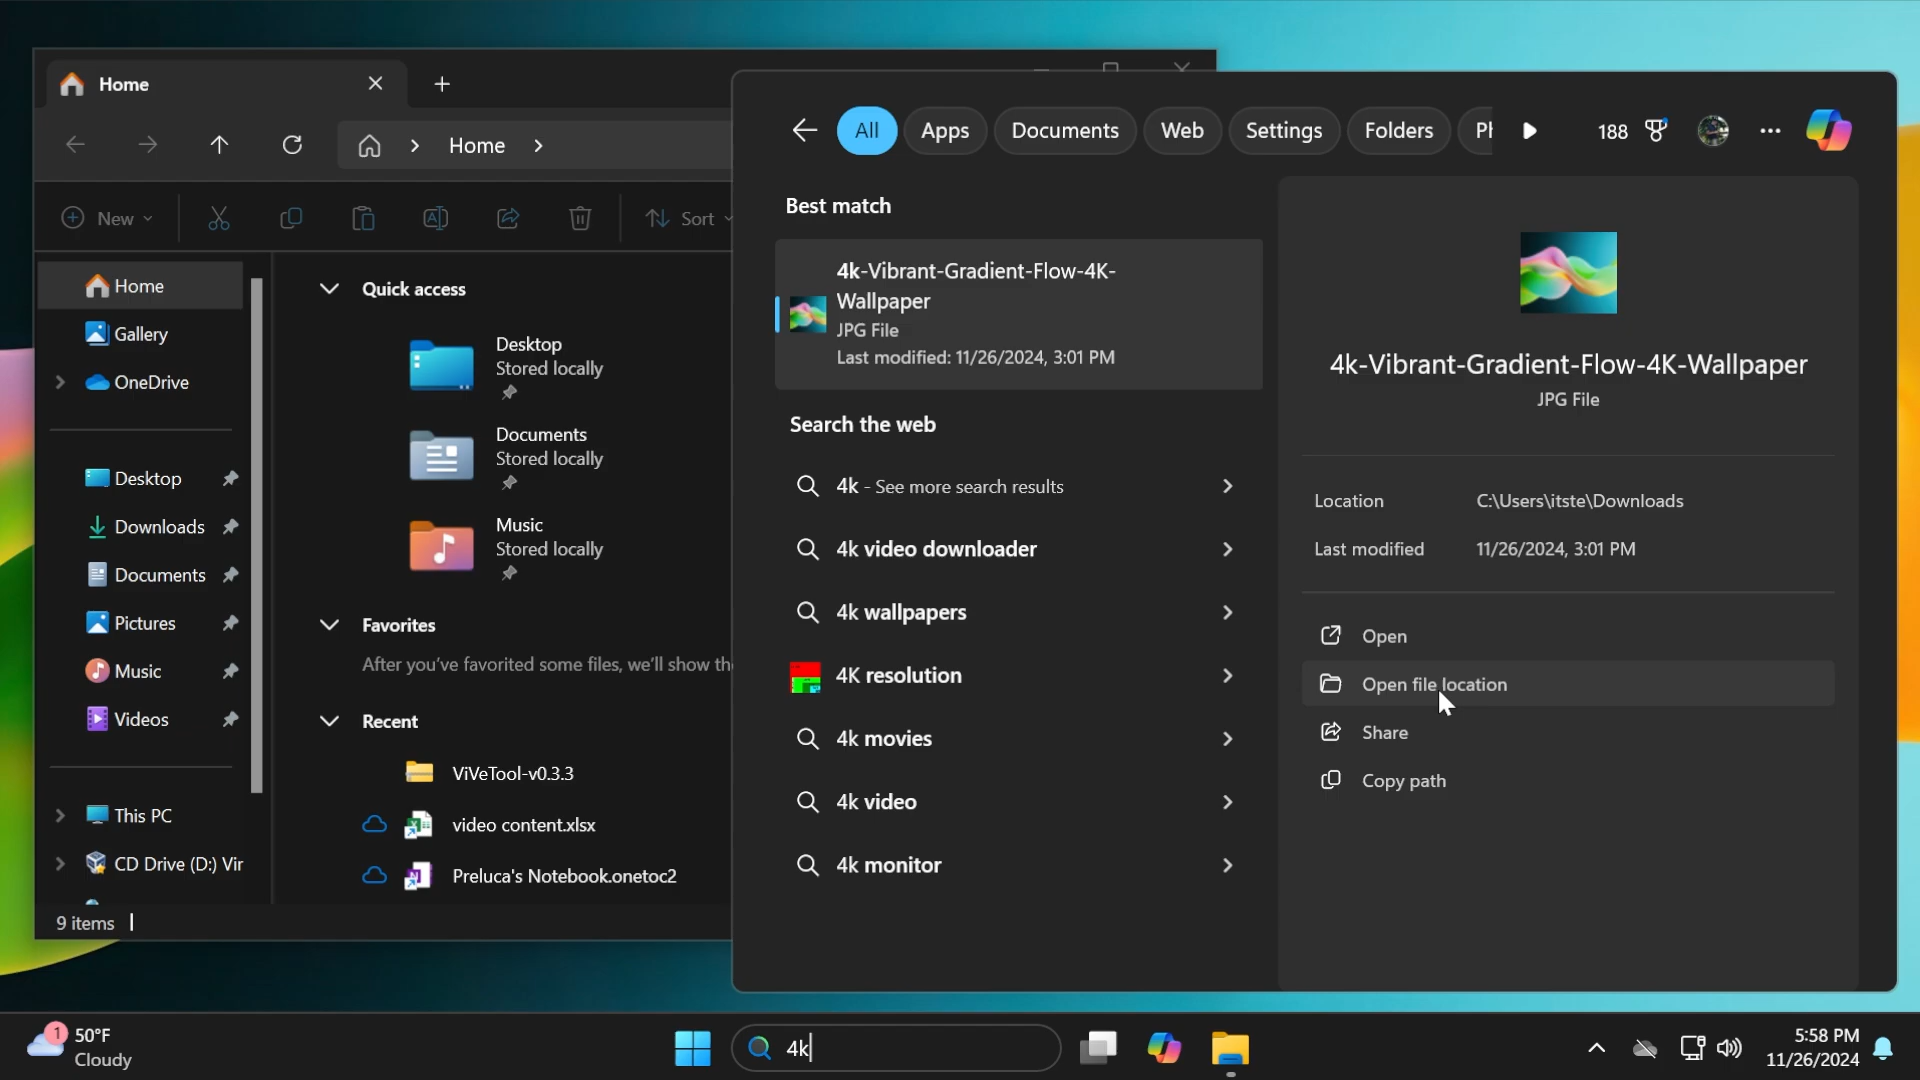 Home
Home
New
Sort
Home
Gallery
OneDrive
Desktop
Downloads
Documents
Pictures
Music
Videos
This PC
CD Drive (D:) Vir
9 items
Quick access
Desktop
Stored locally
Documents
Stored locally
Music
Stored locally
Favorites
After you've favorited some files, we'll show
Recent
ViVeTool-v0.3.3
video content.xlsx
Preluca's Notebook.onetoc2
All Apps Documents Web Settings Folders 188
Best match
4k-Vibrant-Gradient-Flow-4K-
Wallpaper
JPG File
Last modified: 11/26/2024, 3:01 PM
Search the web
4k - See more search results
4k video downloader
4k wallpapers
4K resolution
4k movies
4k video
4k monitor
4k-Vibrant-Gradient-Flow-4K-Wallpaper
JPG File
Location C:\Users\itste\Downloads
Last modified 11/26/2024, 3:01 PM
Open
Open file location
Share
Copy path
1
50°F
Cloudy
4k
5:58 PM
11/26/2024